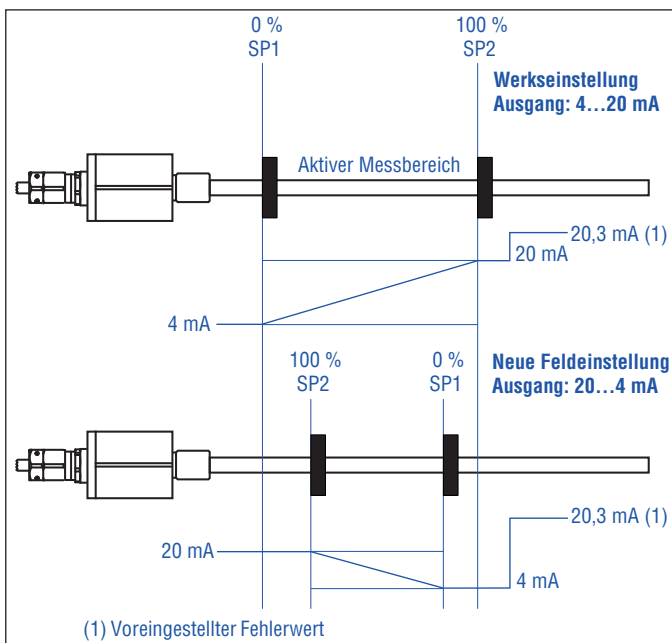 0 %
SP1
100 %
SP2
Werkseinstellung
Ausgang: 4...20 mA
Aktiver Messbereich
20,3 mA (1)
20 mA
4 mA
100 %
SP2
0 %
SP1
Neue Feldeinstellung
Ausgang: 20...4 mA
20,3 mA (1)
20 mA
4 mA
(1) Voreingestellter Fehlerwert